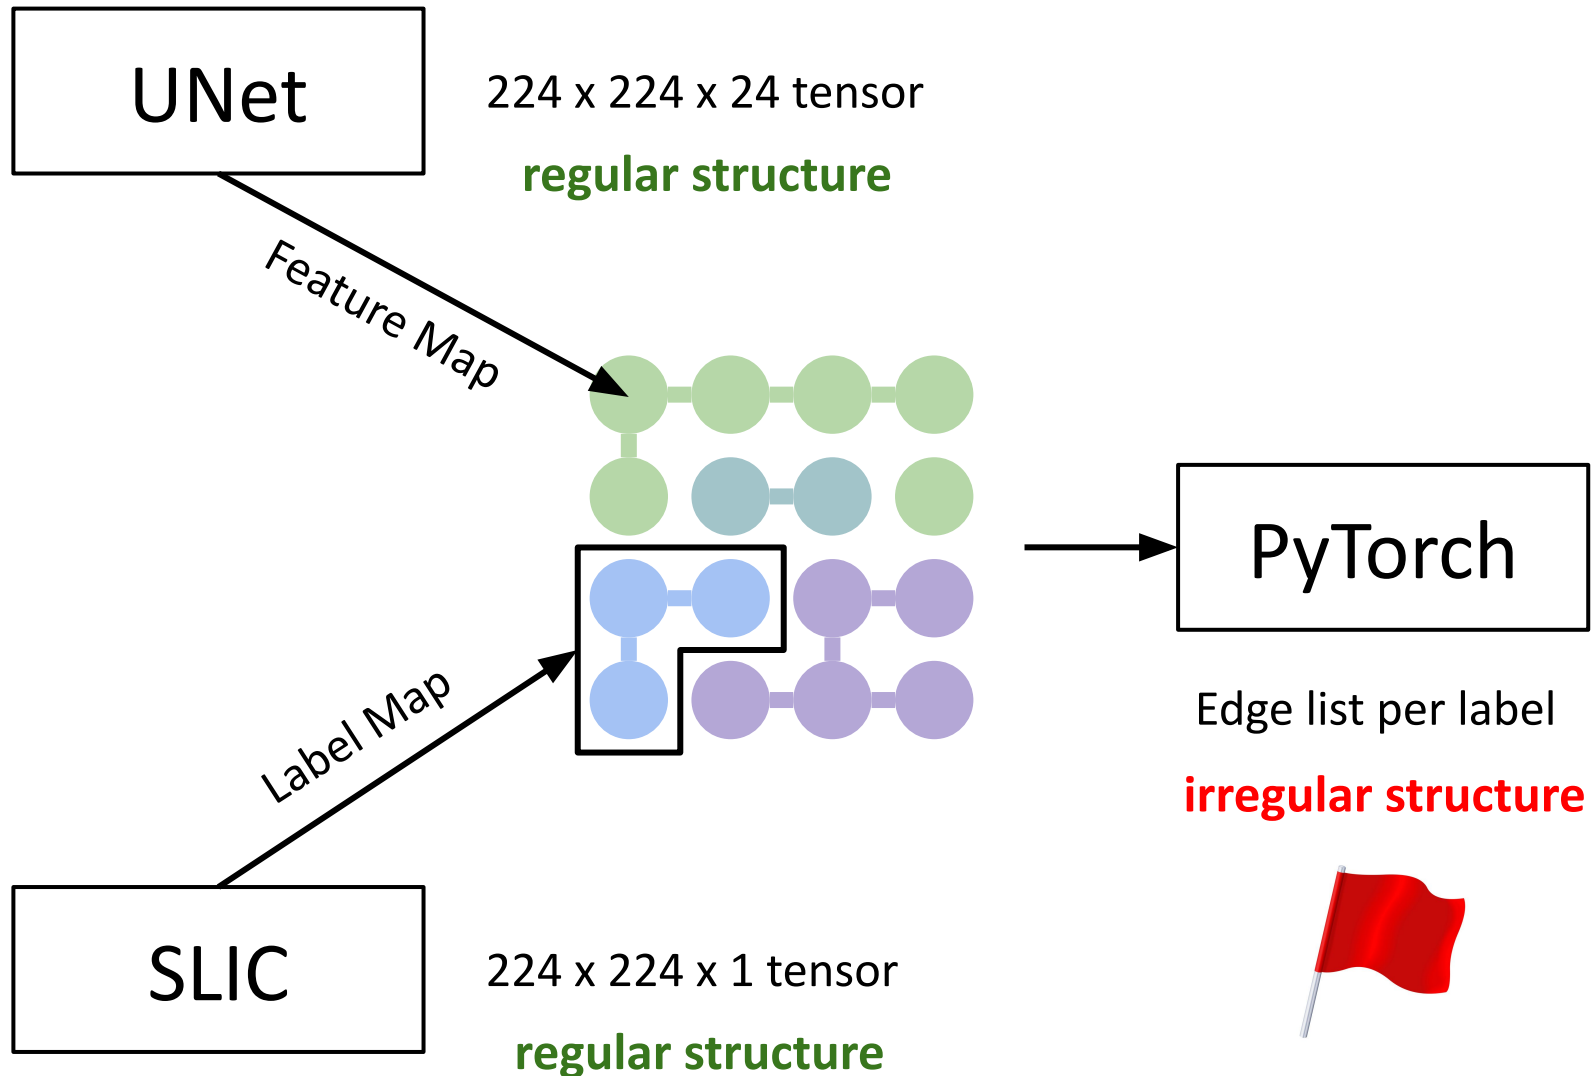 UNet
224 x 224 x 24 tensor
regular structure
Feature Map
PyTorch
Edge list per label
irregular structure
Label Map
SLIC
224 x 224 x 1 tensor
regular structure